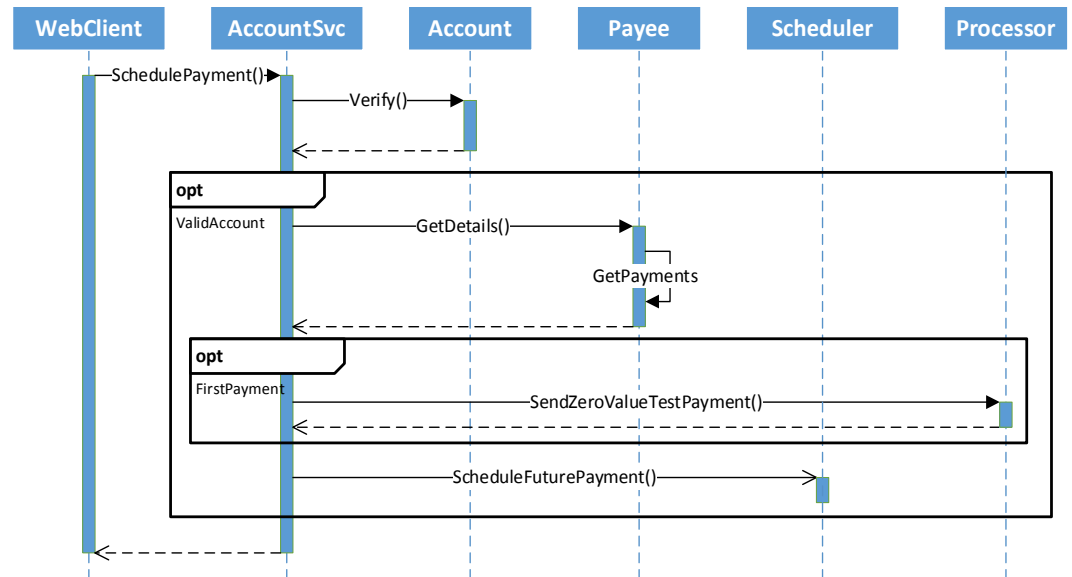 WebClient AccountSvc Account Payee Scheduler Processor
SchedulePayment()
Verify()
opt
ValidAccount
GetDetails()
GetPayments
opt
FirstPayment
SendZeroValueTestPayment()
ScheduleFuturePayment()